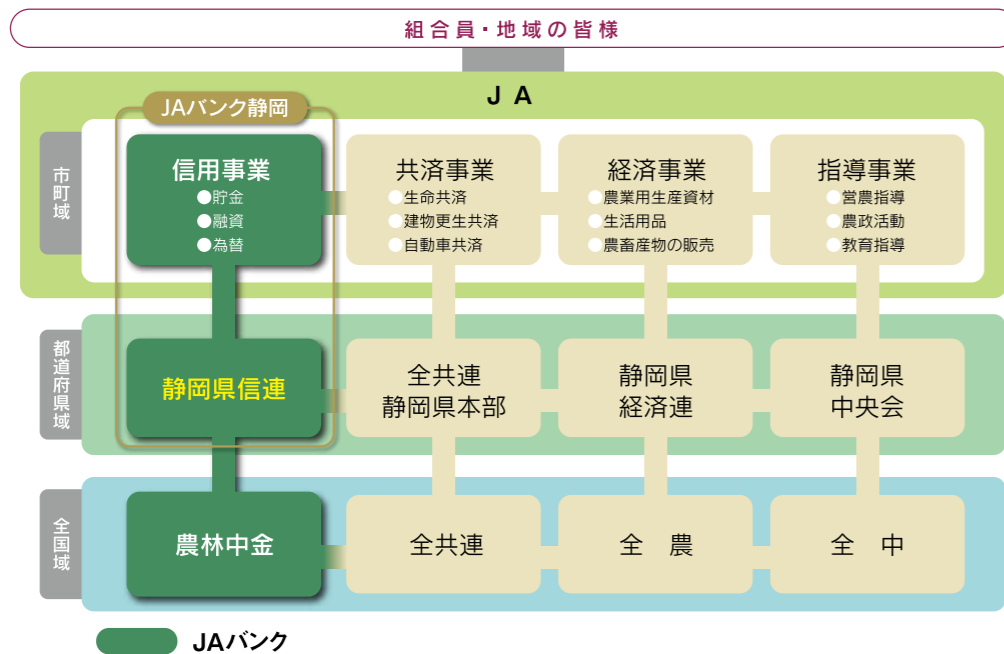 組合員・地域の皆様
JA
JAバンク静岡
市町域
信用事業
●貯金
●融資
●為替
共済事業
●生命共済
●建物更生共済
●自動車共済
経済事業
●農業用生産資材
●生活用品
●農畜産物の販売
指導事業
●営農指導
●農政活動
●教育指導
都道府県域
静岡県信連
全共連
静岡県本部
静岡県
経済連
静岡県
中央会
全国域
農林中金
全共連
全　農
全　中
JAバンク